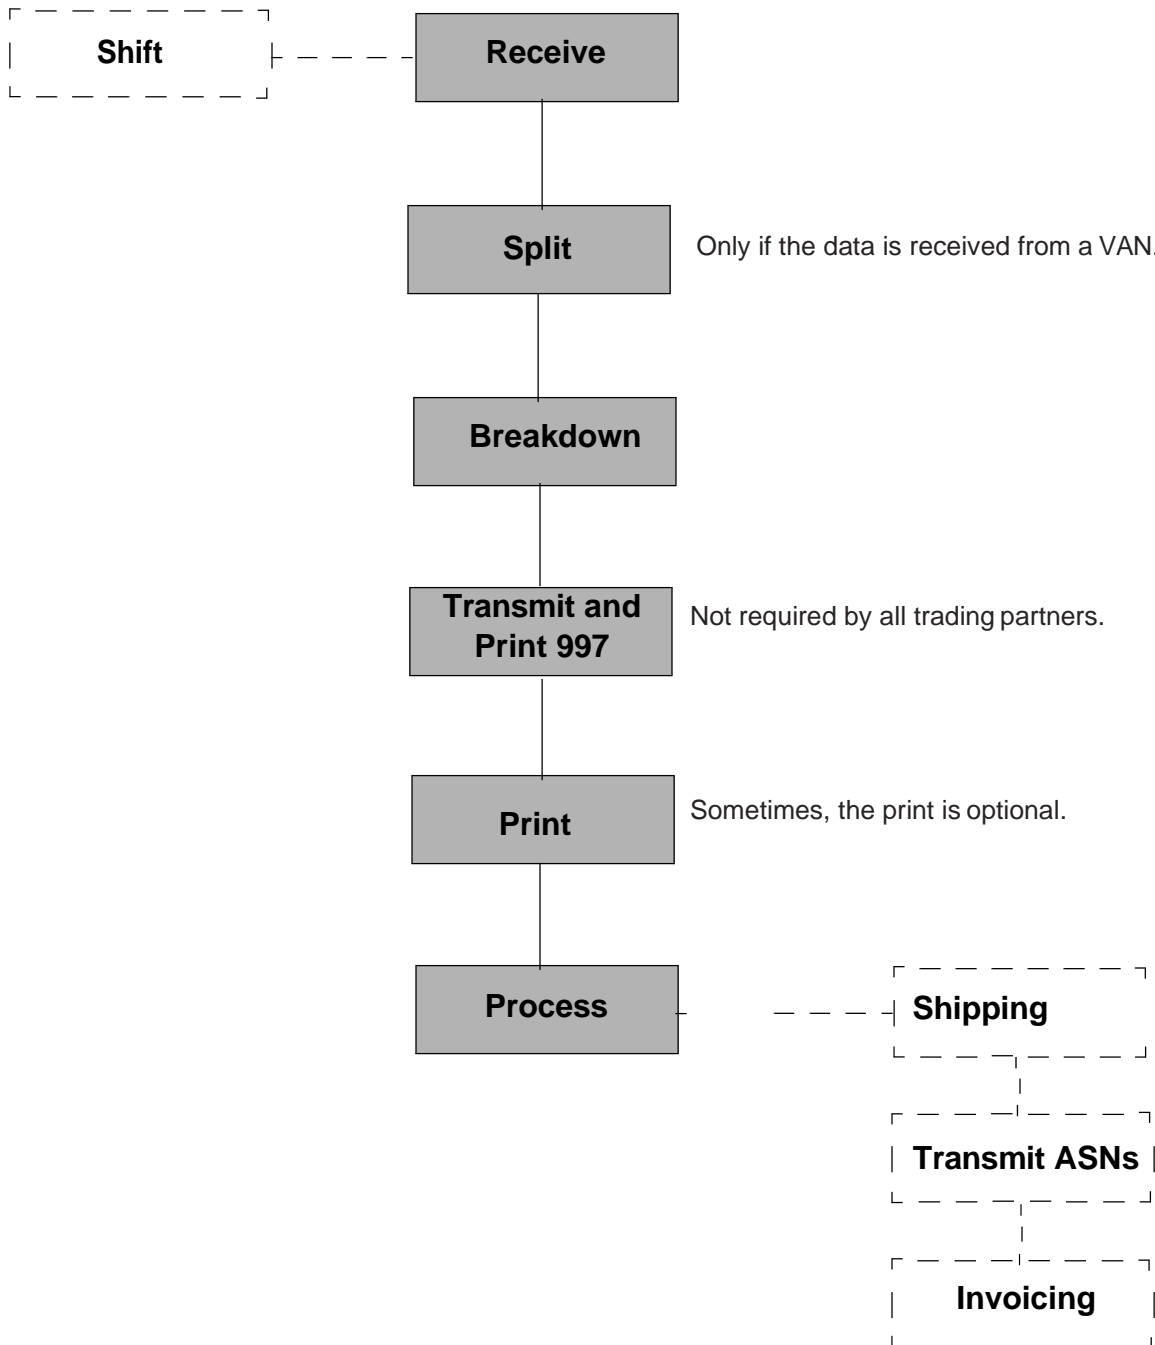 Shift
Receive
Split
Only if the data is received from a VAN.
Breakdown
Transmit and
Print 997
Not required by all trading partners.
Print
Sometimes, the print is optional.
Process
Shipping
Transmit ASNs
Invoicing